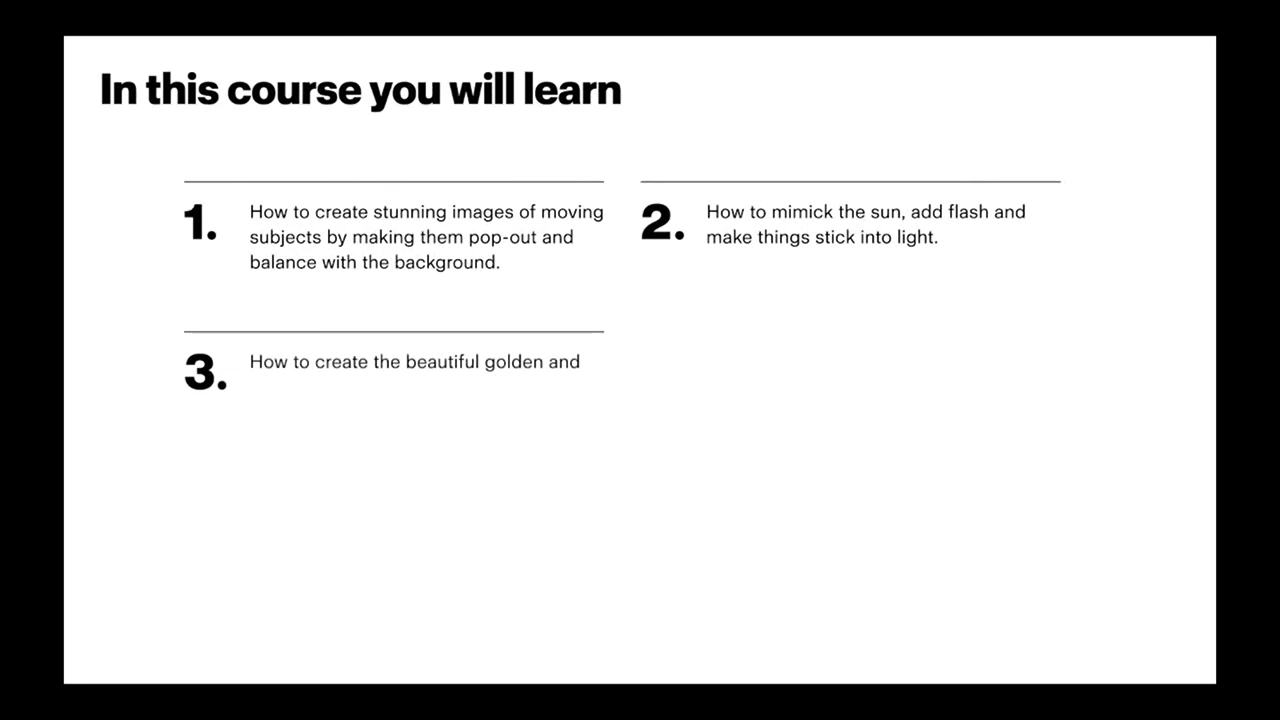 In this course you will learn
1. How to create stunning images of moving
subjects by making them pop-out and
balance with the background.
2. How to mimick the sun, add flash and
make things stick into light.
3. How to create the beautiful golden and